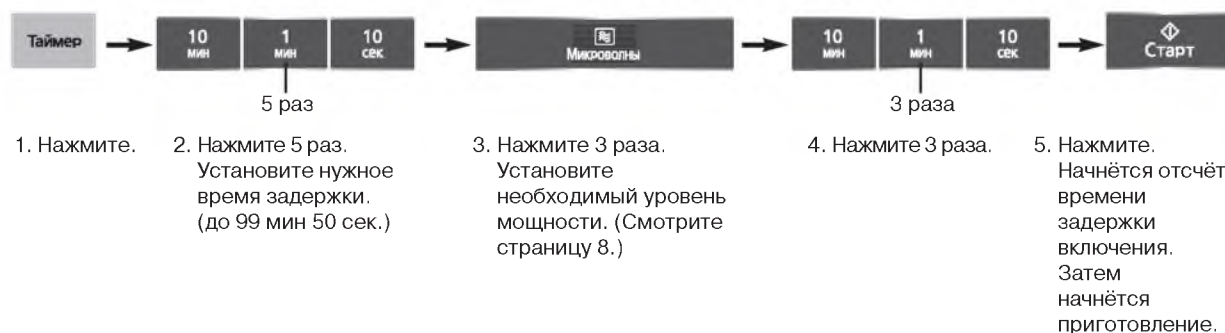 Таймер
10 мин
1 мин
10 сек
Микроволны
10 мин
1 мин
10 сек
Старт
5 раз
3 раза
1. Нажмите.
2. Нажмите 5 раз.
Установите нужное
время задержки.
(до 99 мин 50 сек.)
3. Нажмите 3 раза.
Установите
необходимый уровень
мощности. (Смотрите
страницу 8.)
4. Нажмите 3 раза.
5. Нажмите.
Начнётся отсчёт
времени
задержки
включения.
Затем
начнётся
приготовление.